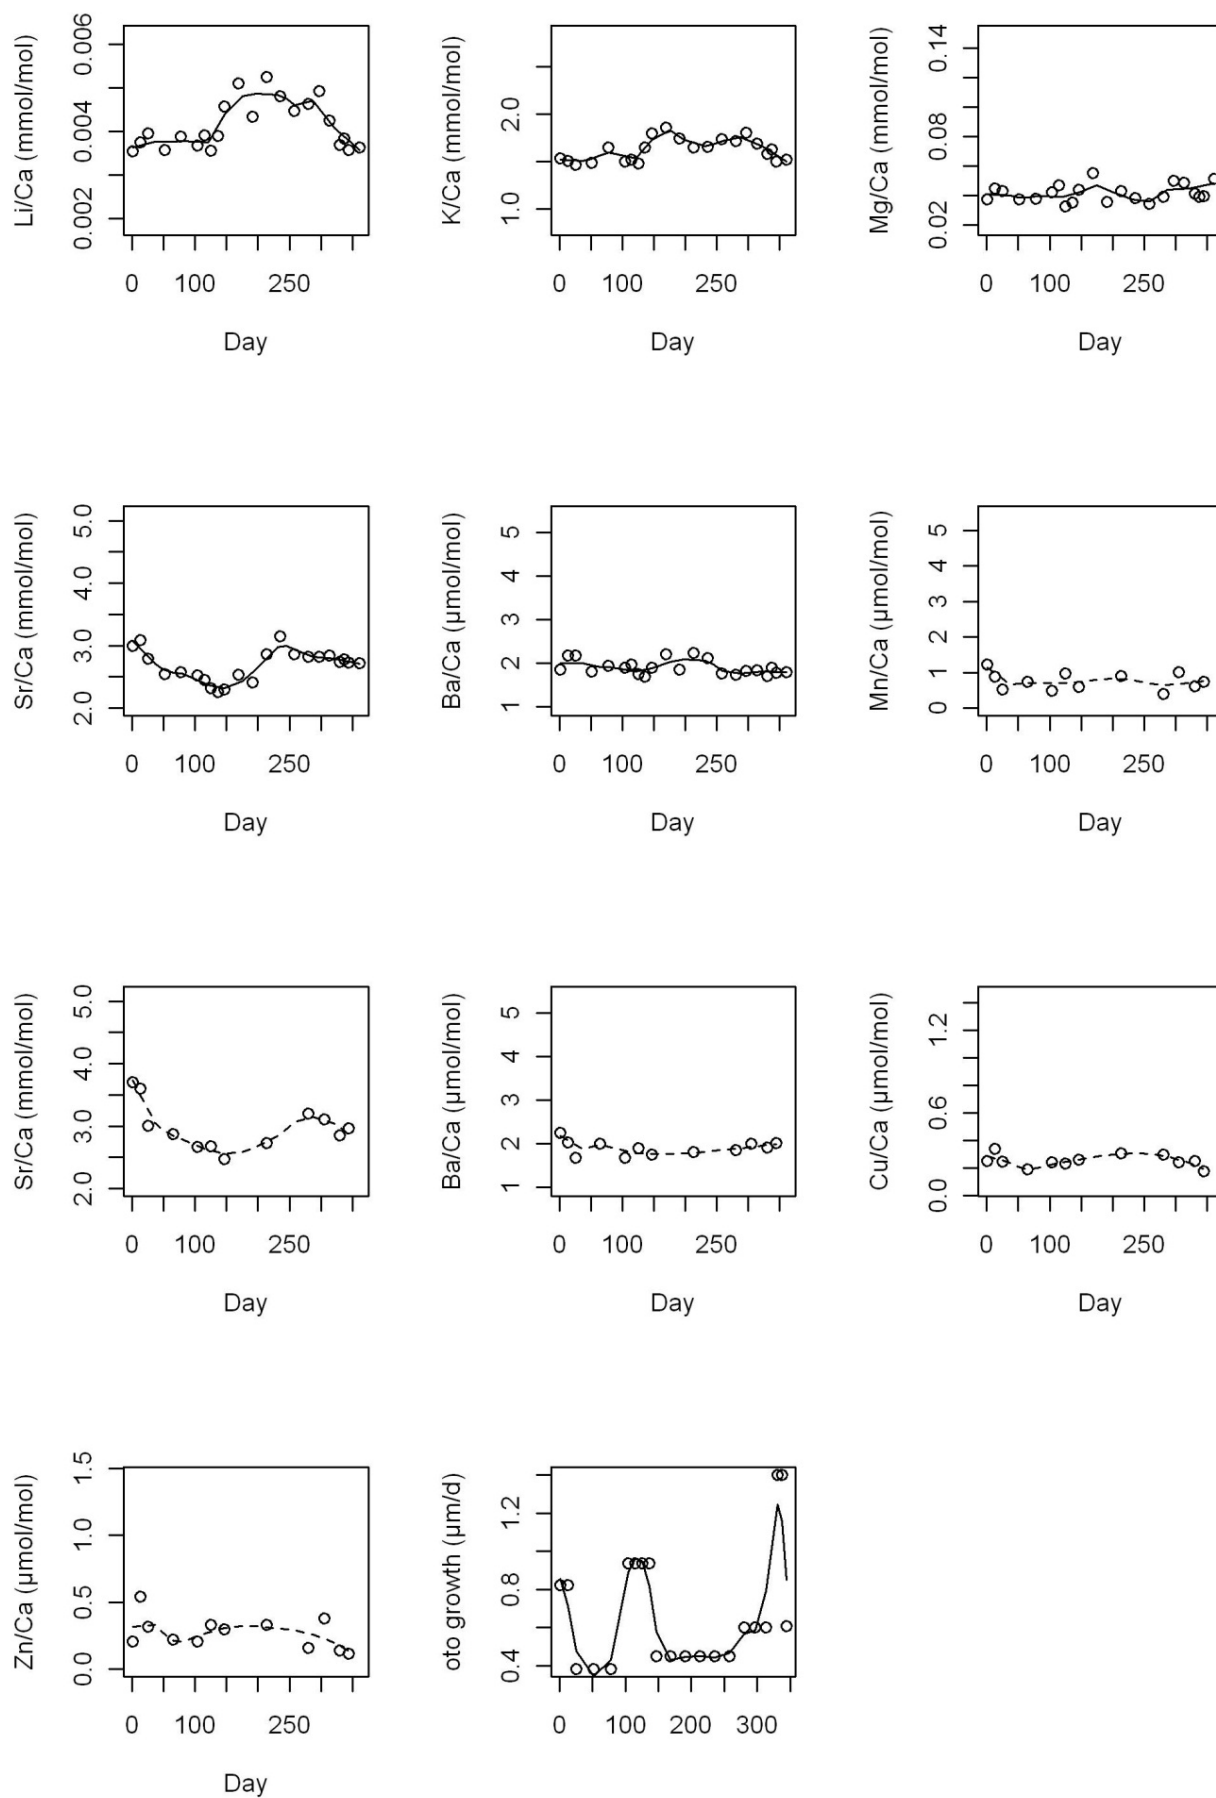 Li/Ca (mmol/mol)
0.002 0.004 0.006
0 100 250
Day
K/Ca (mmol/mol)
1.0 2.0
0 100 250
Day
Mg/Ca (mmol/mol)
0.02 0.08 0.14
0 100 250
Day
Sr/Ca (mmol/mol)
2.0 3.0 4.0 5.0
0 100 250
Day
Ba/Ca (µmol/mol)
1 2 3 4 5
0 100 250
Day
Mn/Ca (µmol/mol)
0 1 2 3 4 5
0 100 250
Day
Sr/Ca (mmol/mol)
2.0 3.0 4.0 5.0
0 100 250
Day
Ba/Ca (µmol/mol)
1 2 3 4 5
0 100 250
Day
Cu/Ca (µmol/mol)
0.0 0.6 1.2
0 100 250
Day
Zn/Ca (µmol/mol)
0.0 0.5 1.0 1.5
0 100 250
Day
oto growth (µm/d)
0.4 0.8 1.2
0 100 200 300